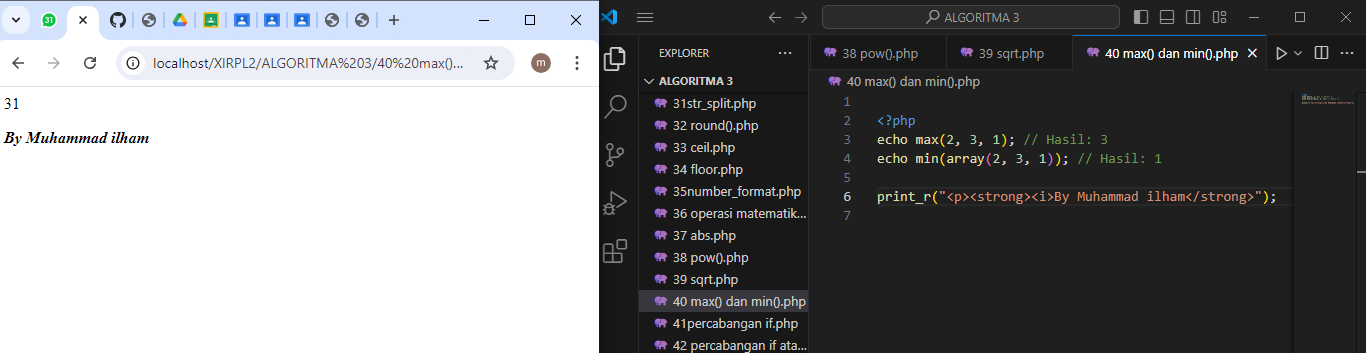 31
localhost/XIRPL2/ALGORITMA%203/40%20max()...
m
31
By Muhammad ilham
ALGORITMA 3
EXPLORER
ALGORITMA 3
31str_split.php
32 round().php
33 ceil.php
34 floor.php
35number_format.php
36 operasi matematik...
37 abs.php
38 pow().php
39 sqrt.php
40 max() dan min().php
41percabangan if.php
42 percabangan if ata...
38 pow().php
39 sqrt.php
40 max() dan min().php
40 max() dan min().php
1
2 <?php
3 echo max(2, 3, 1); // Hasil: 3
4 echo min(array(2, 3, 1)); // Hasil: 1
5
6 print_r("<p><strong><i>By Muhammad ilham</strong>");
7